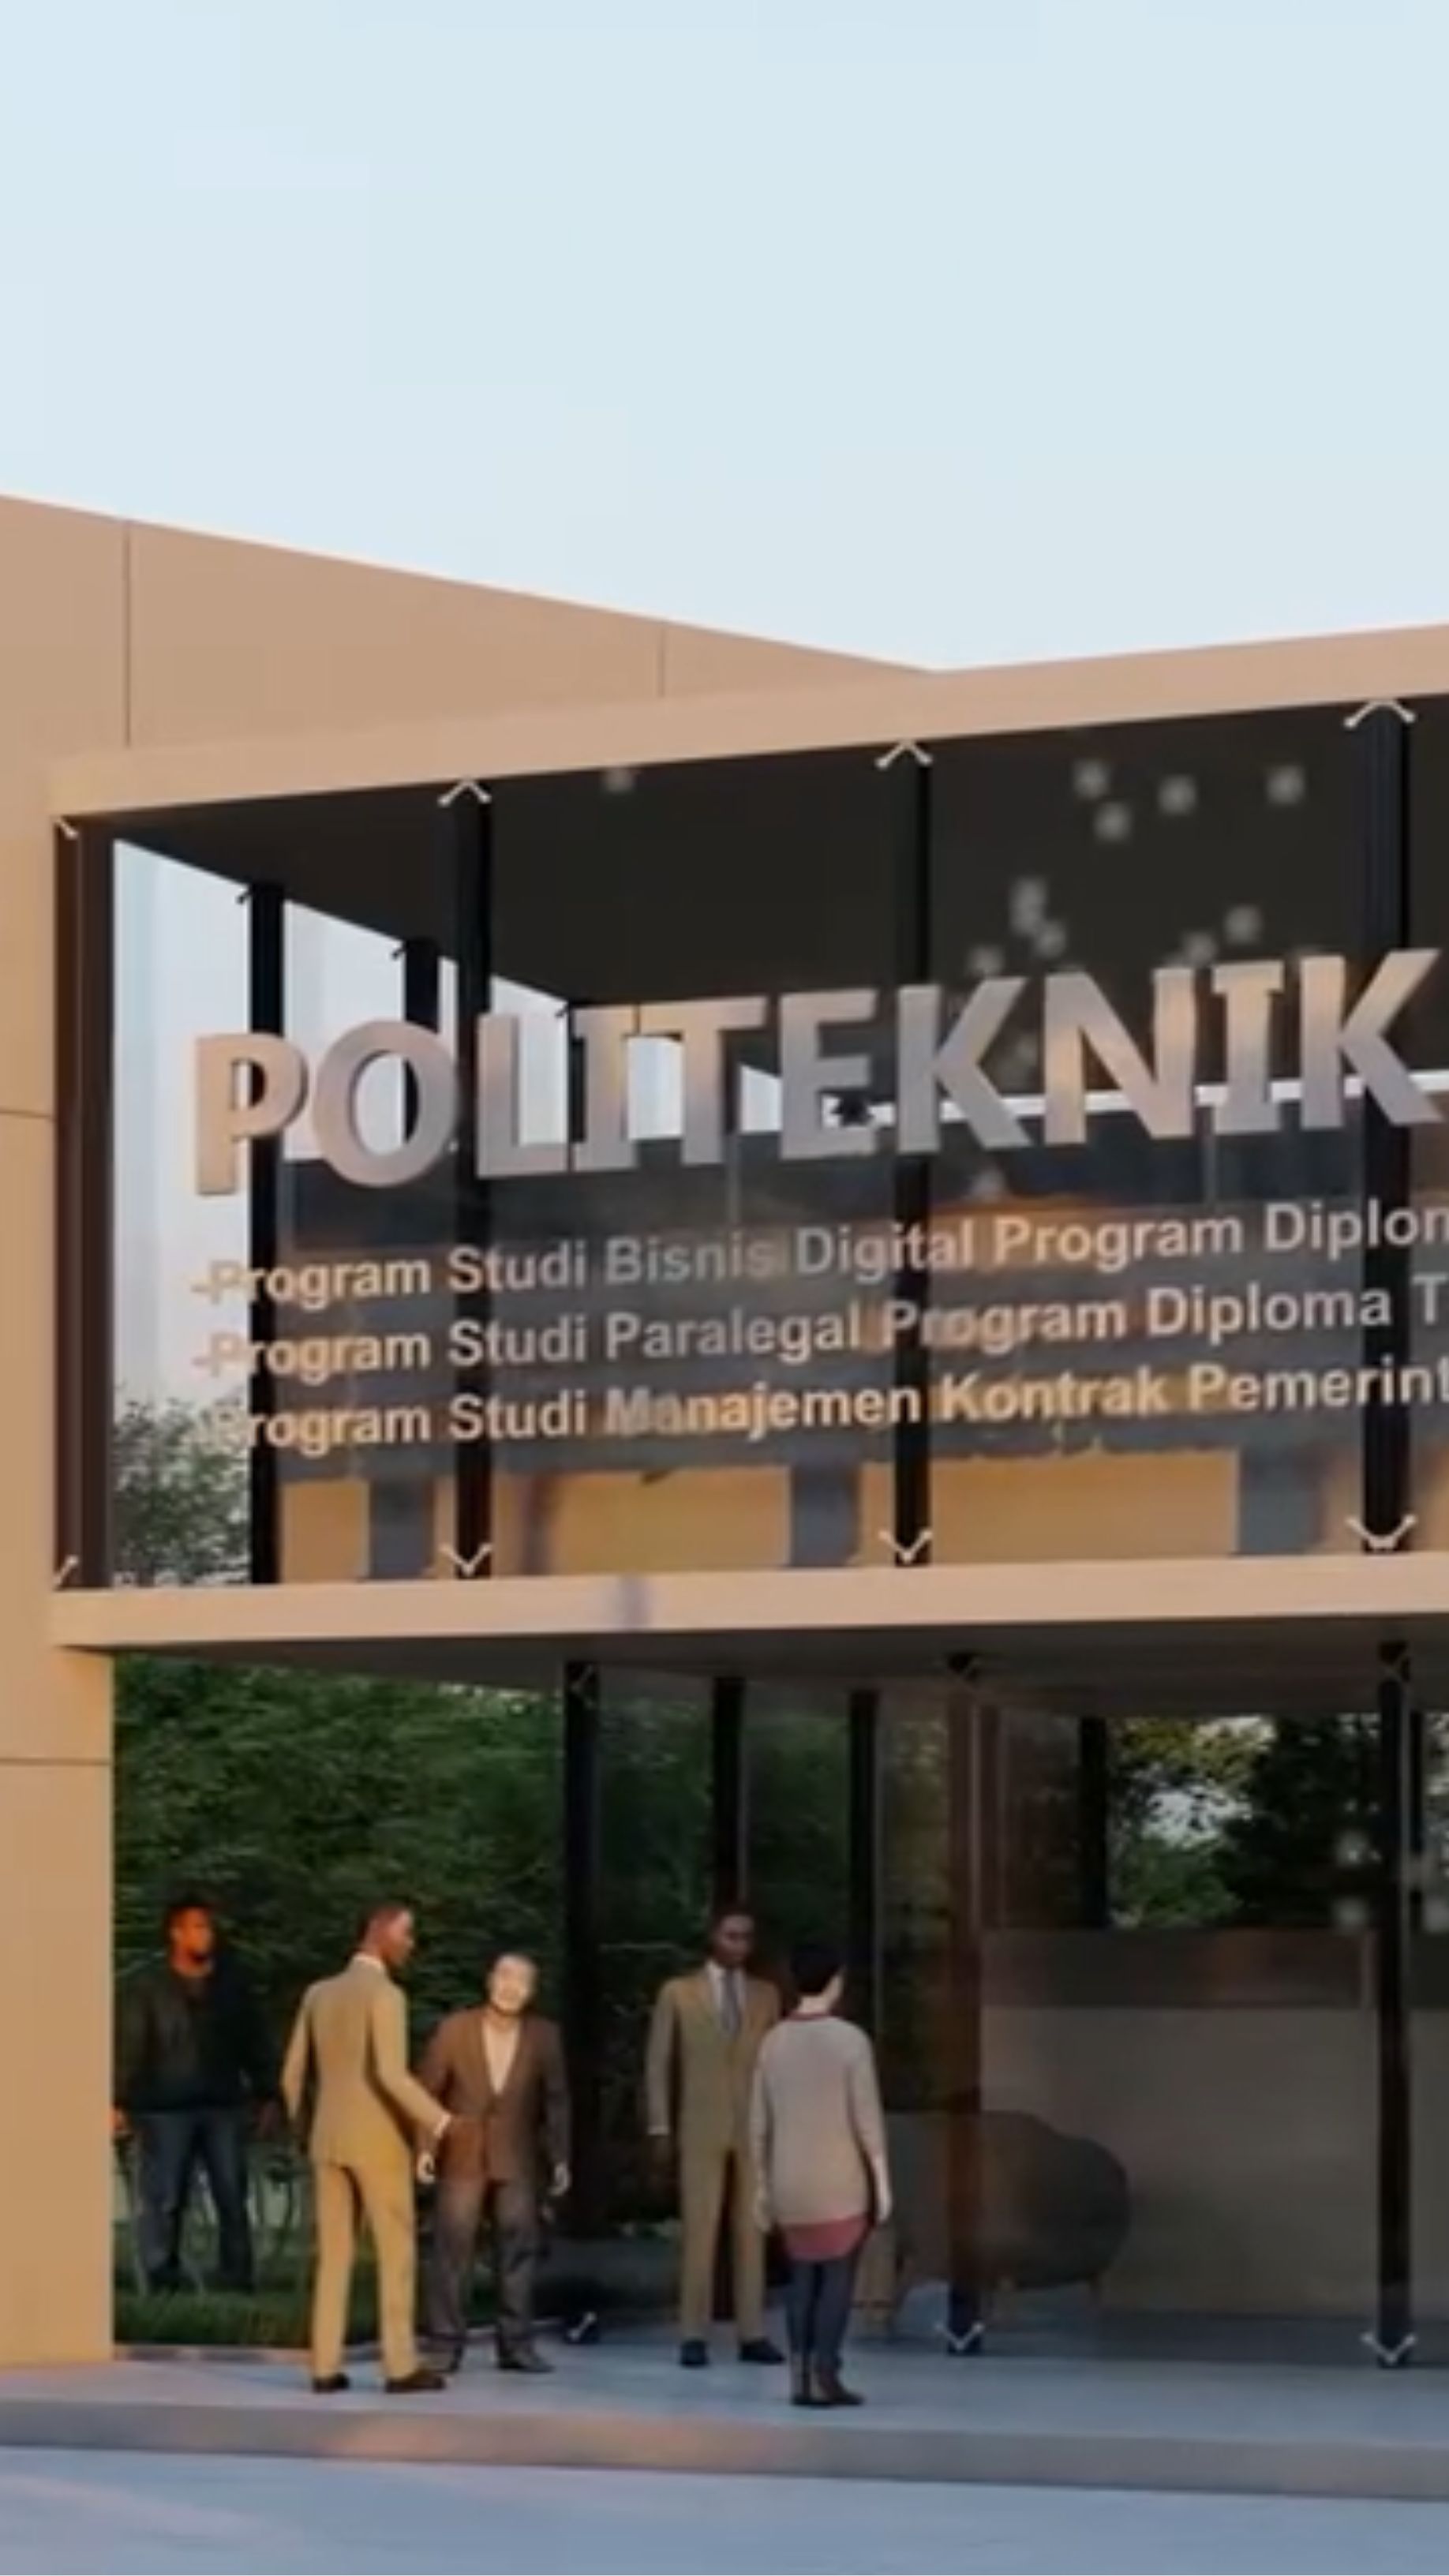 POLITEKNIK
-Program Studi Bisnis Digital Program Diplom
-Program Studi Paralegal Program Diploma T
Program Studi Manajemen Kontrak Pemerint